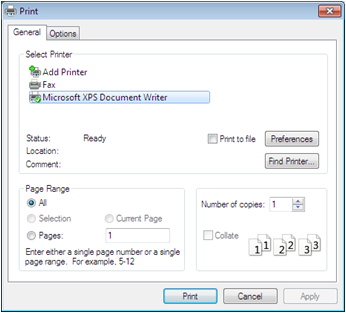 Print
General Options
Select Printer
Add Printer
Fax
Microsoft XPS Document Writer
Status: Ready
Print to file
Preferences
Location:
Comment:
Find Printer...
Page Range
All
Selection Current Page
Pages: 1
Enter either a single page number or a single
page range. For example, 5-12
Number of copies: 1
Collate
1 1 2 2 3 3
Print Cancel Apply